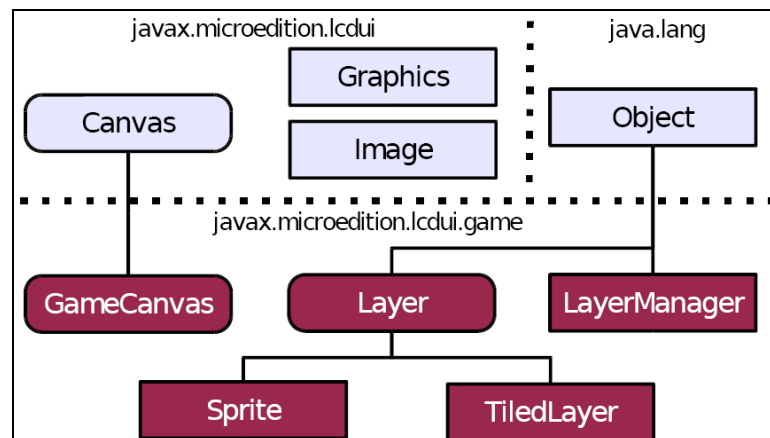 javax.microedition.lcdui
java.lang
Graphics
Canvas
Object
Image
javax.microedition.lcdui.game
GameCanvas
Layer
LayerManager
Sprite
TiledLayer